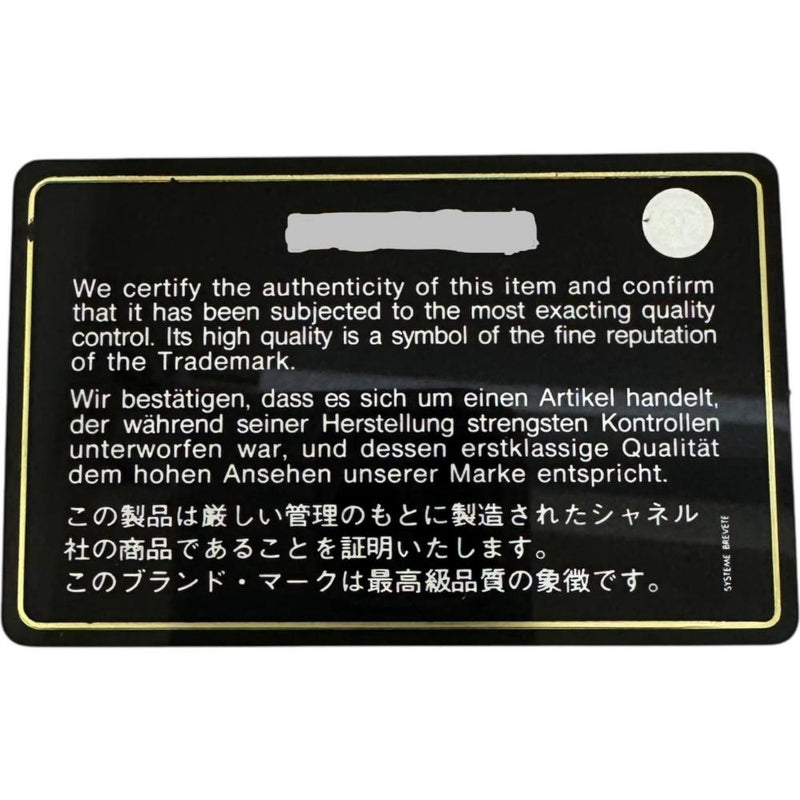 We certify the authenticity of this item and confirm
that it has been subjected to the most exacting quality
control. Its high quality is a symbol of the fine reputation
of the Trademark.
Wir bestätigen, dass es sich um einen Artikel handelt,
der während seiner Herstellung strengsten Kontrollen
unterworfen war, und dessen erstklassige Qualität
dem hohen Ansehen unserer Marke entspricht.
この製品は厳しい管理のもとに製造されたシャネル
社の商品であることを証明いたします。
このブランド・マークは最高級品質の象徴です。
SYSTEME BREVETE